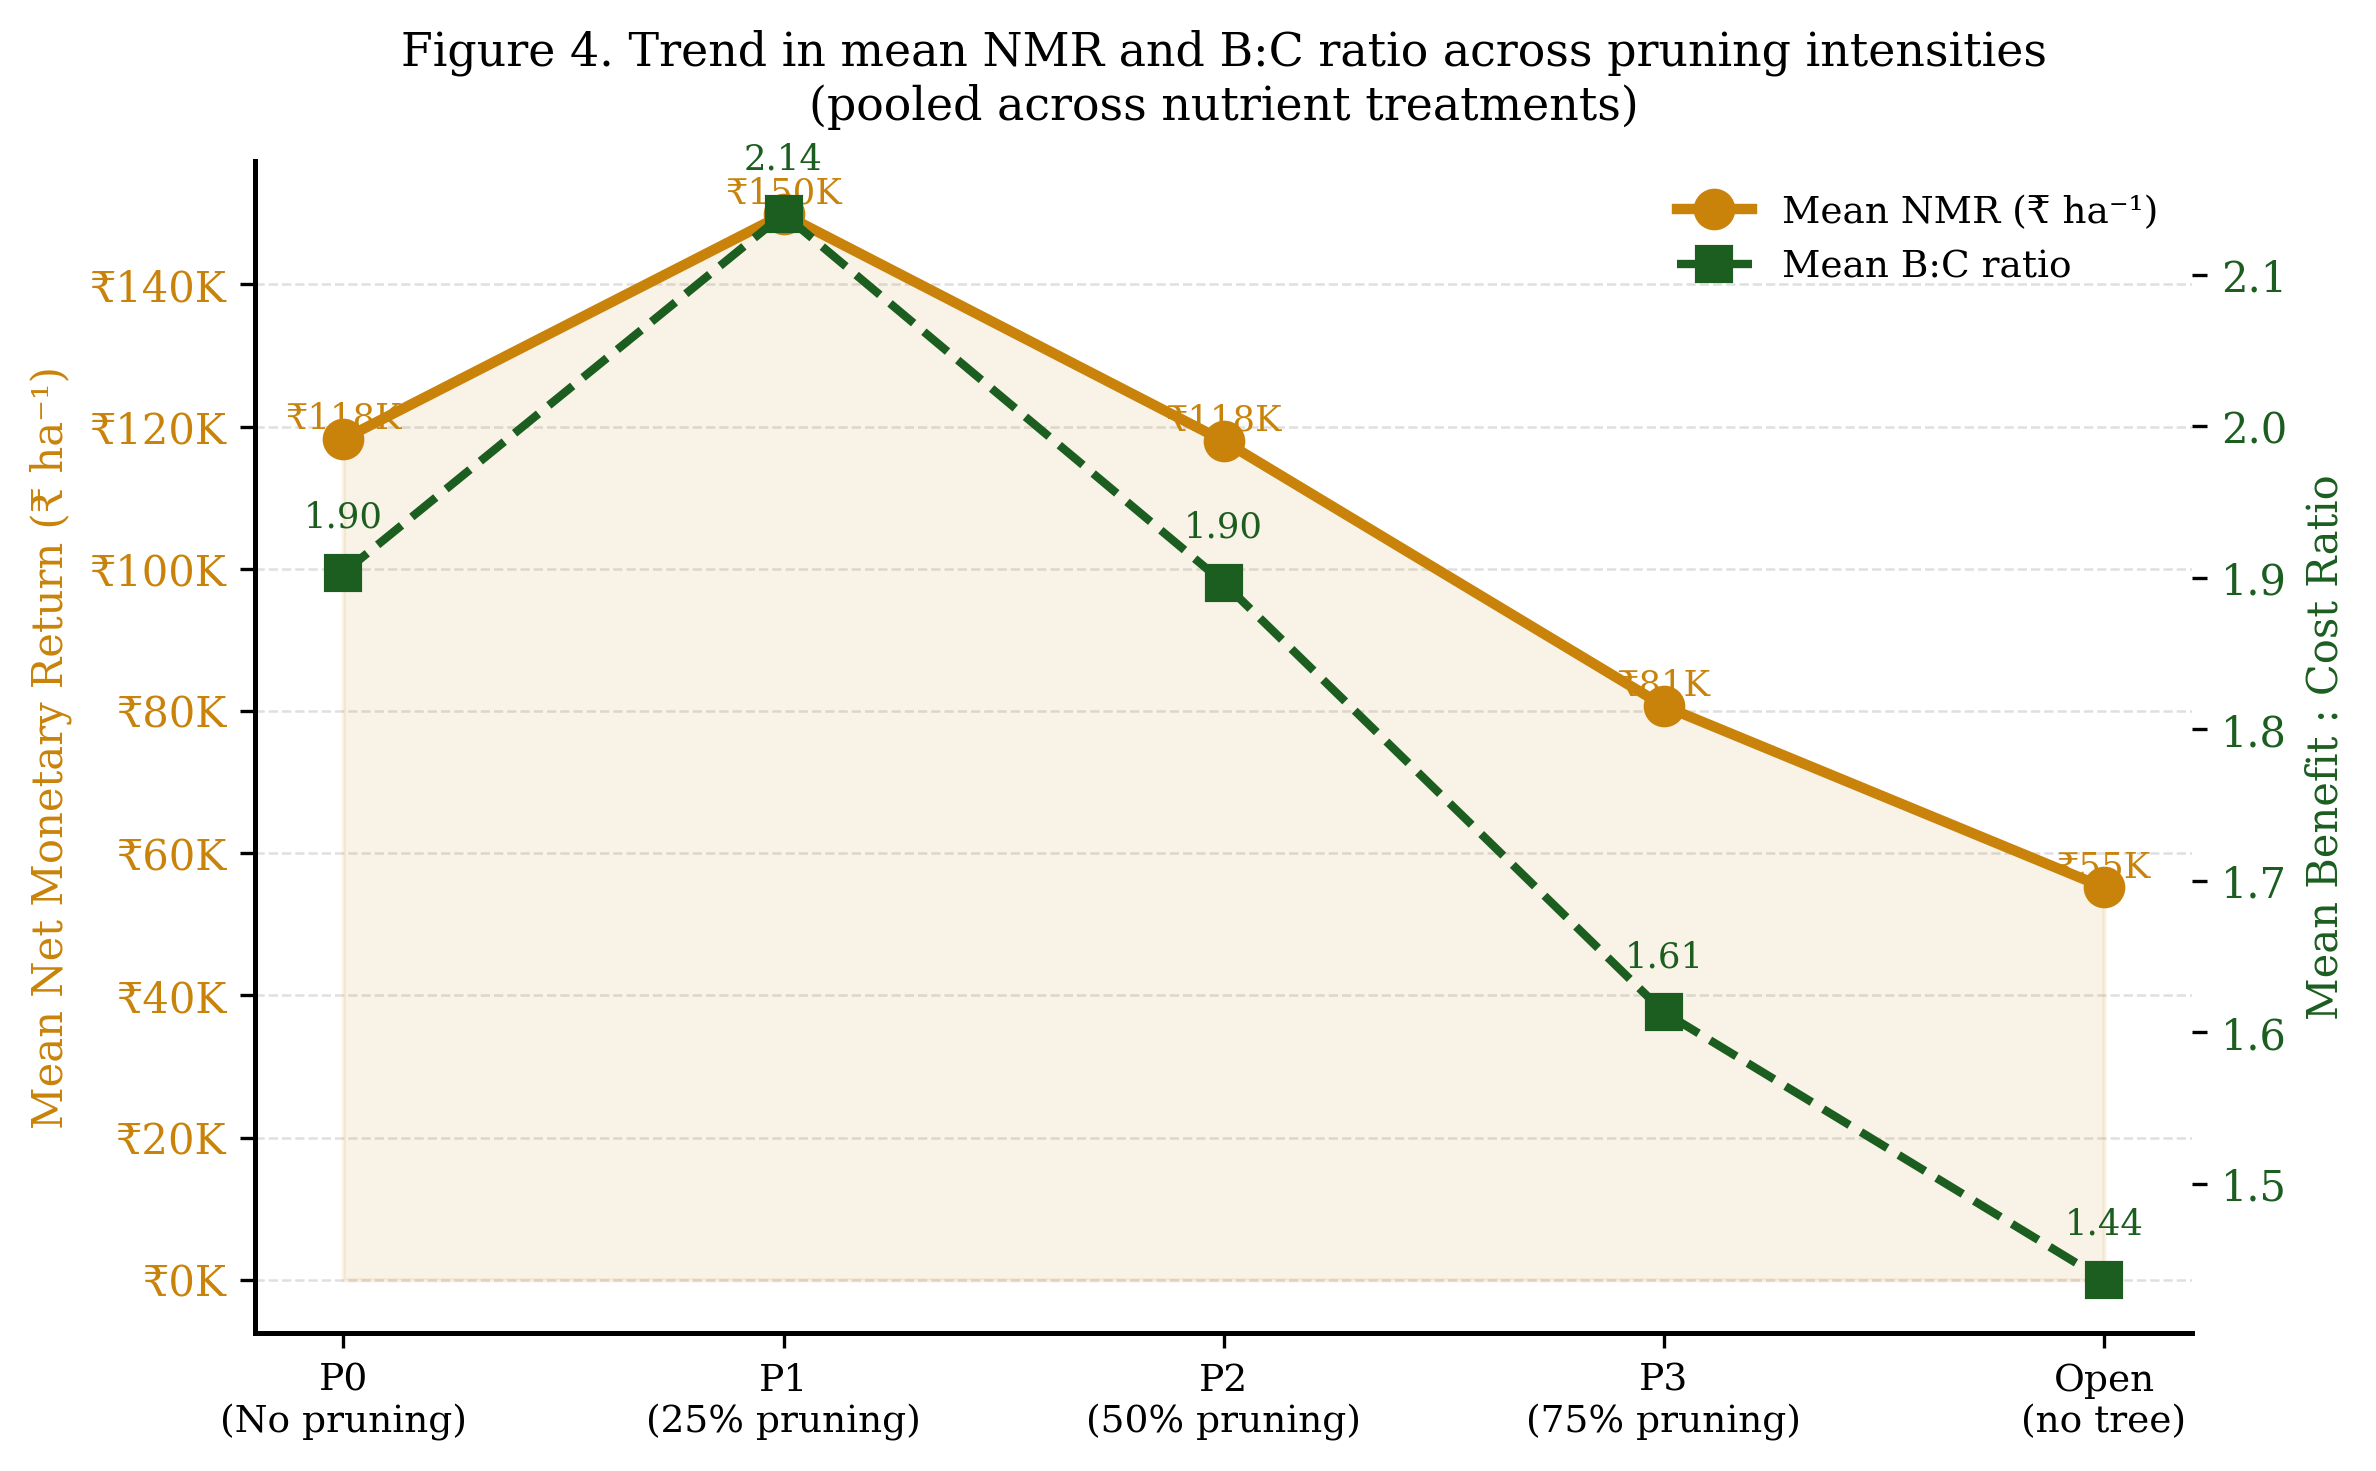 Figure 4. Trend in mean NMR and B:C ratio across pruning intensities
(pooled across nutrient treatments)
Mean Net Monetary Return (₹ ha⁻¹)
₹140K
₹120K
₹100K
₹80K
₹60K
₹40K
₹20K
₹0K
2.14
₹150K
₹118K
1.90
₹118K
1.90
₹81K
1.61
₹55K
1.44
Mean NMR (₹ ha⁻¹)
Mean B:C ratio
2.1
2.0
1.9
1.8
1.7
1.6
1.5
Mean Benefit : Cost Ratio
P0
(No pruning)
P1
(25% pruning)
P2
(50% pruning)
P3
(75% pruning)
Open
(no tree)